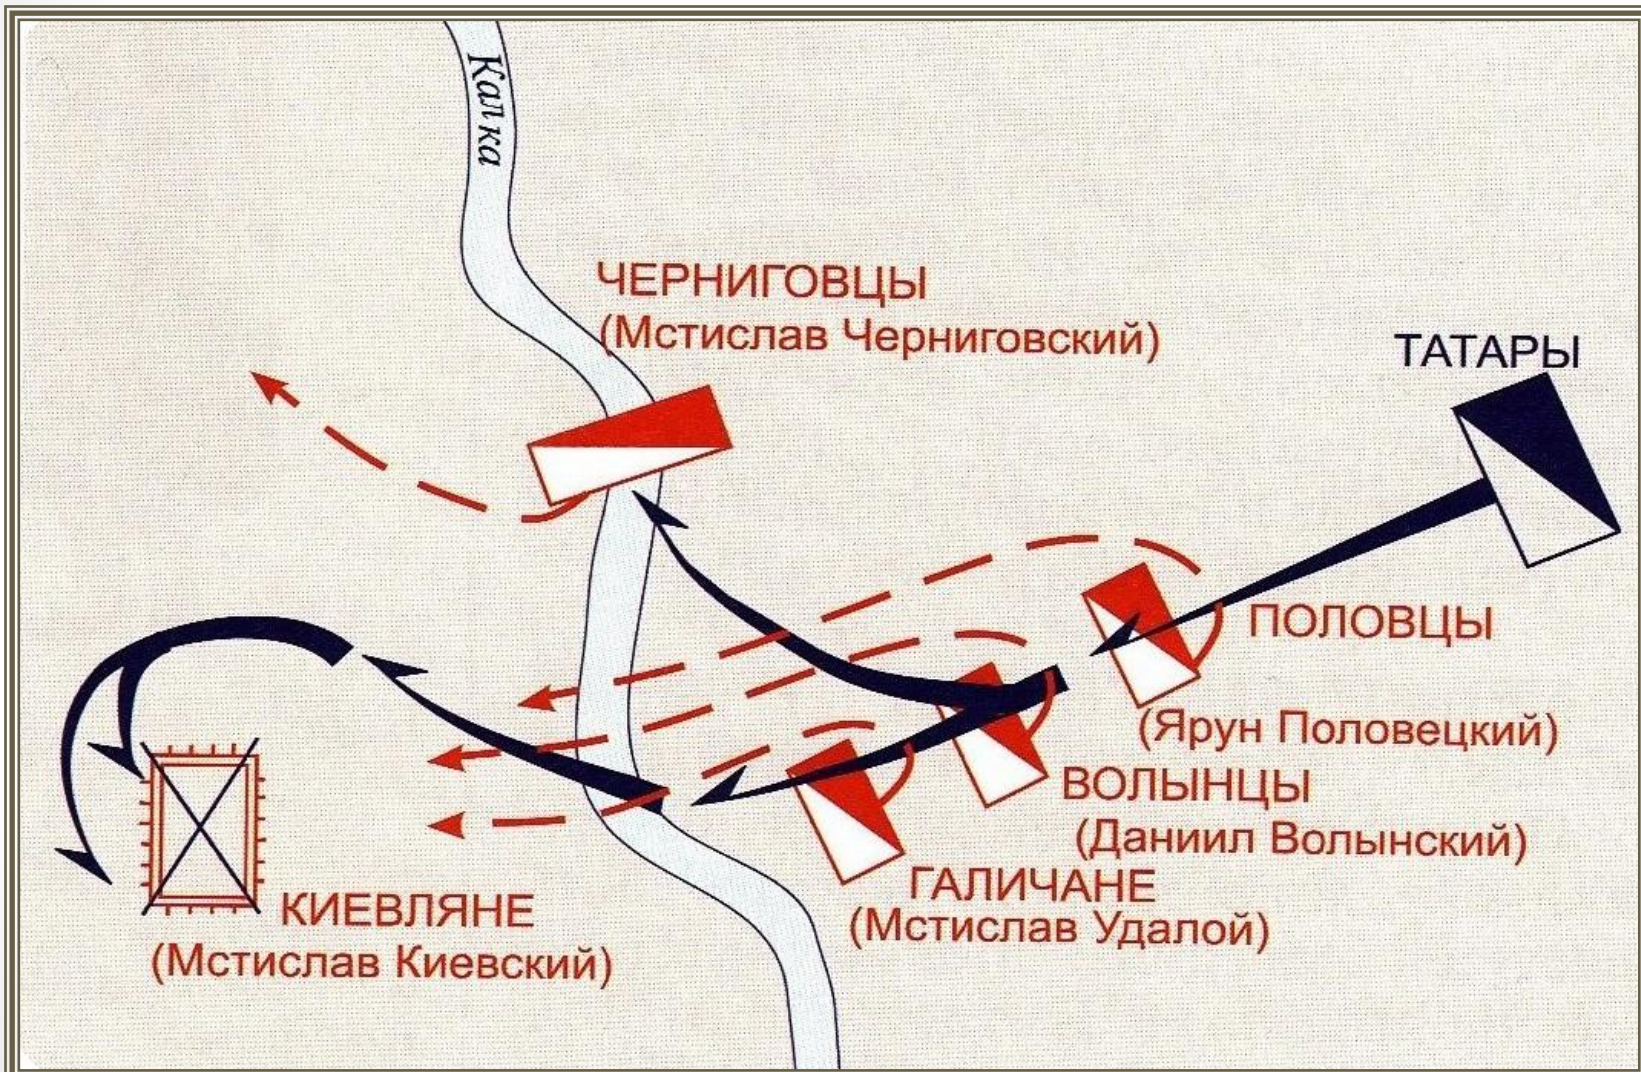 Калка
ЧЕРНИГОВЦЫ
(Мстислав Черниговский)
ТАТАРЫ
ПОЛОВЦЫ
(Ярун Половецкий)
ВОЛЫНЦЫ
(Даниил Волынский)
ГАЛИЧАНЕ
(Мстислав Удалой)
КИЕВЛЯНЕ
(Мстислав Киевский)